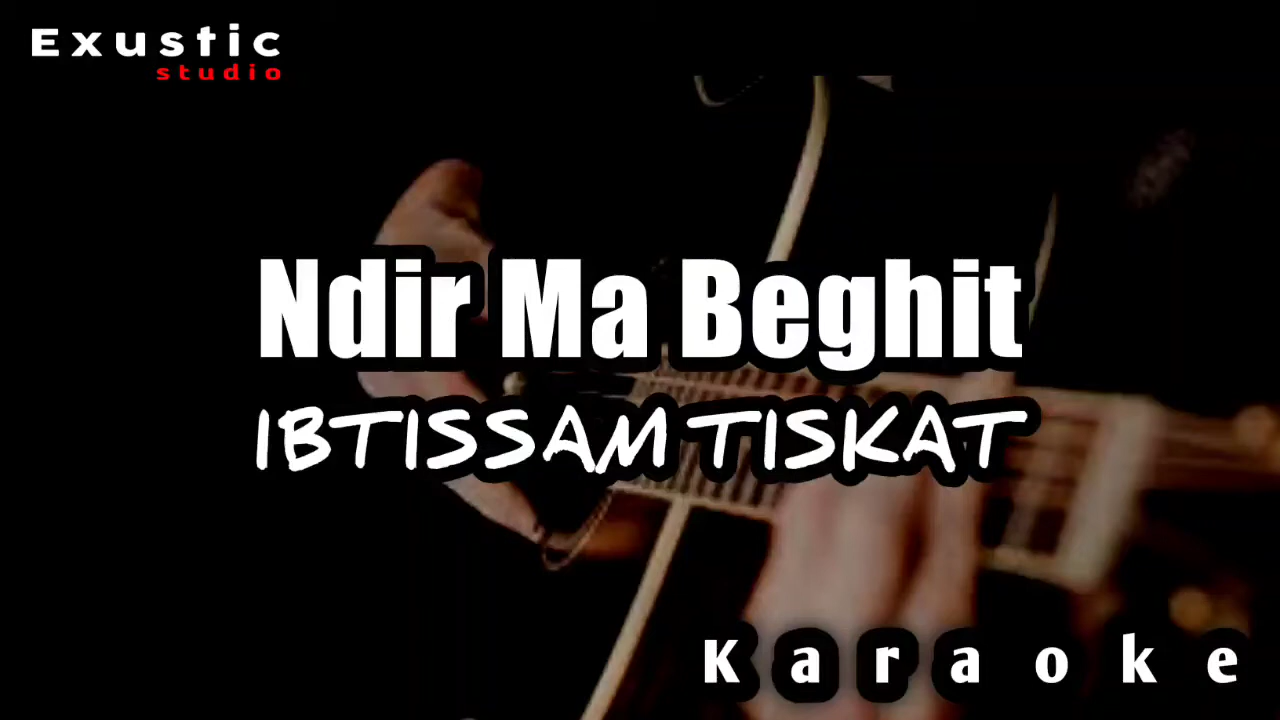 Exustic
studio
Ndir Ma Beghit
IBTISSAM TISKAT
Karaoke